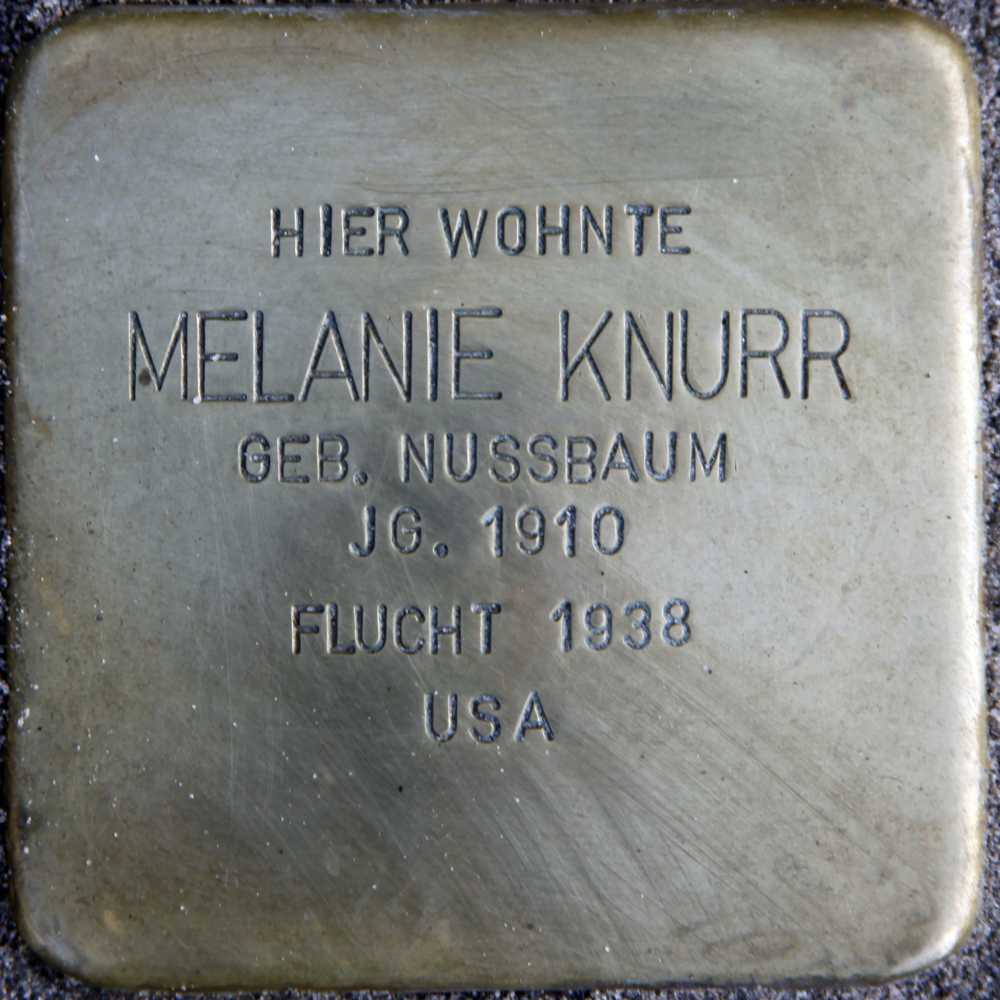 HIER WOHNTE
MELANIE KNURR
GEB. NUSSBAUM
JG. 1910
FLUCHT 1938
USA